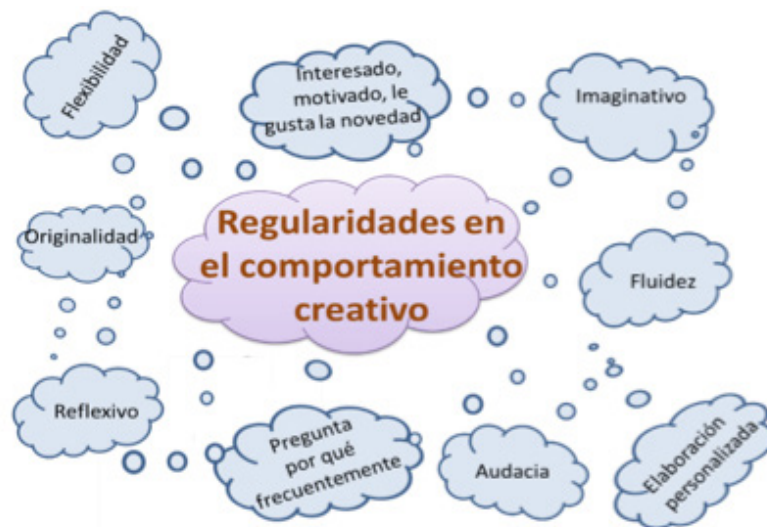 Flexibilidad
Interesado,
motivado, le
gusta la novedad
Imaginativo
Originalidad
Regularidades en
el comportamiento
creativo
Fluidez
Reflexivo
Pregunta
por qué
frecuentemente
Audacia
Elaboración
personalizada